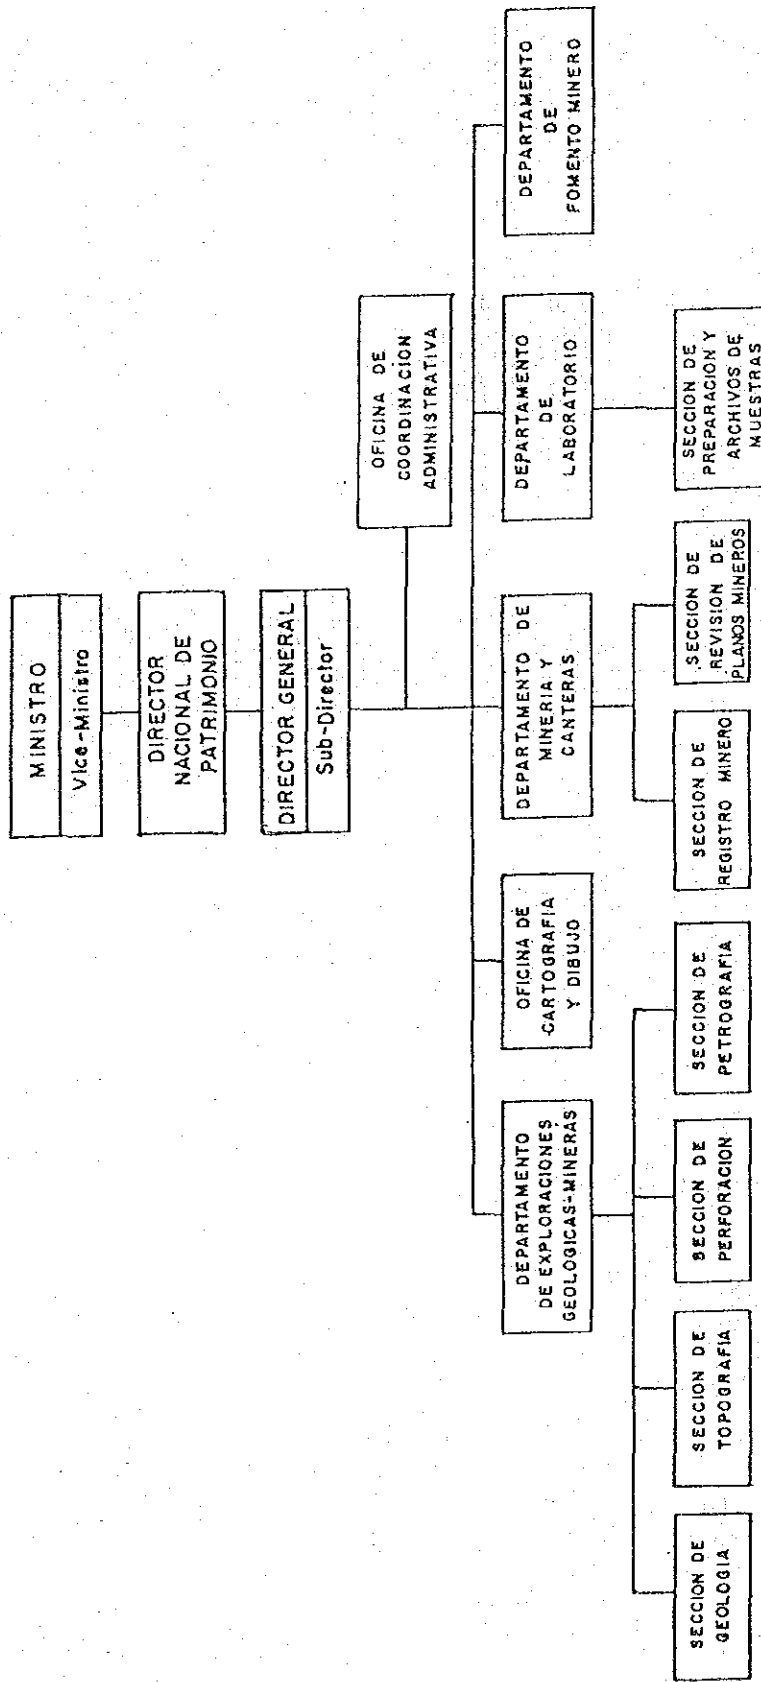 MINISTRO
Vice-Ministro
DIRECTOR
NACIONAL DE
PATRIMONIO
DIRECTOR GENERAL
Sub-Director
OFICINA DE
COORDINACION
ADMINISTRATIVA
DEPARTAMENTO
DE EXPLORACIONES
GEOLOGICAS-MINERAS
OFICINA DE
CARTOGRAFIA
Y DIBUJO
DEPARTAMENTO DE
MINERIA Y
CANTERAS
DEPARTAMENTO
DE
LABORATORIO
DEPARTAMENTO
DE
FOMENTO MINERO
SECCION DE
GEOLOGIA
SECCION DE
TOPOGRAFIA
SECCION DE
PERFORACION
SECCION DE
PETROGRAFIA
SECCION DE
REGISTRO MINERO
SECCION DE
REVISION DE
PLANOS MINEROS
SECCION DE
PREPARACION Y
ARCHIVOS DE
MUESTRAS